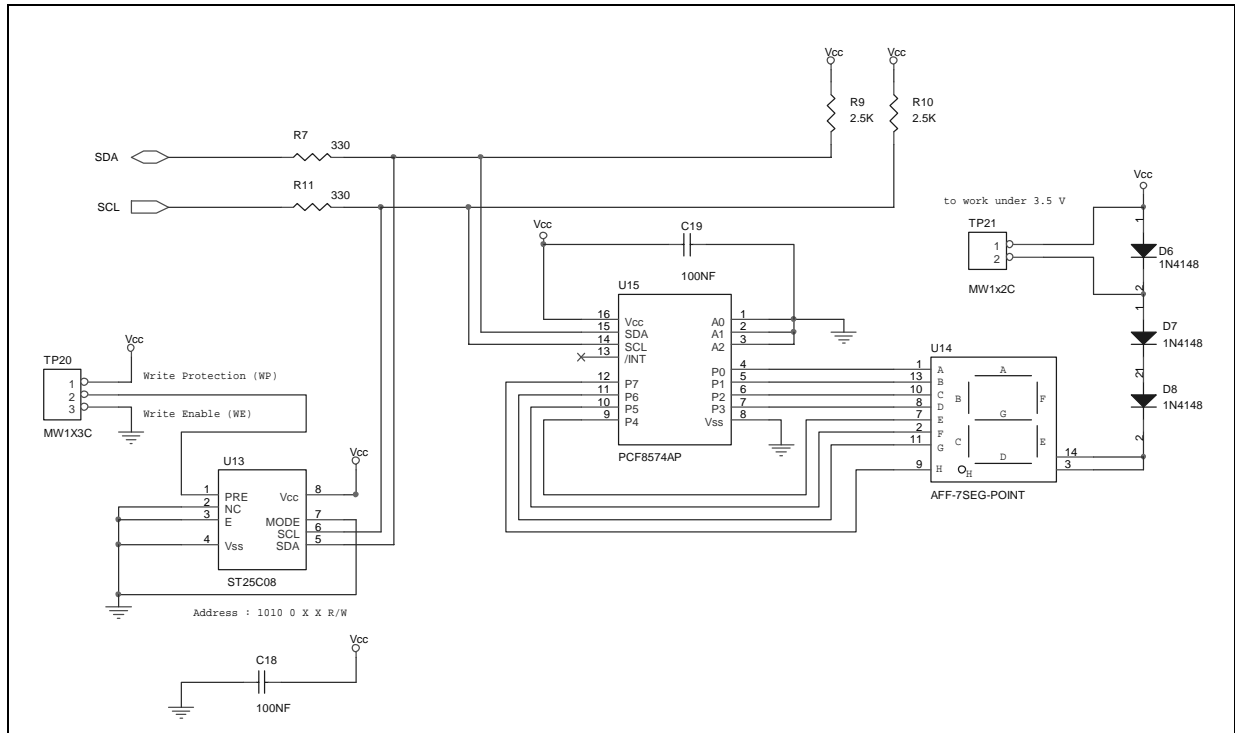 Vcc
Vcc
R9
2.5K
R10
2.5K
R7
330
SDA
R11
330
SCL
Vcc
to work under 3.5 V
TP21
1
2
MW1x2C
1
D6
1N4148
2
1
D7
1N4148
21
D8
1N4148
2
Vcc
C19
100NF
U15
16
Vcc
15
SDA
14
SCL
13
/INT
12
P7
11
P6
10
P5
9
P4
A0
1
A1
2
A2
3
P0
4
P1
5
P2
6
P3
7
Vss
8
PCF8574AP
U14
1
A
13
B
10
C
8
D
7
E
2
F
11
G
9
H
A
B
F
G
C
E
D
H
14
3
AFF-7SEG-POINT
Vcc
TP20
1
2
3
MW1X3C
Write Protection (WP)
Write Enable (WE)
U13
Vcc
1
PRE
2
NC
3
E
4
Vss
Vcc
8
MODE
7
SCL
6
SDA
5
ST25C08
Address : 1010 0 X X R/W
Vcc
C18
100NF